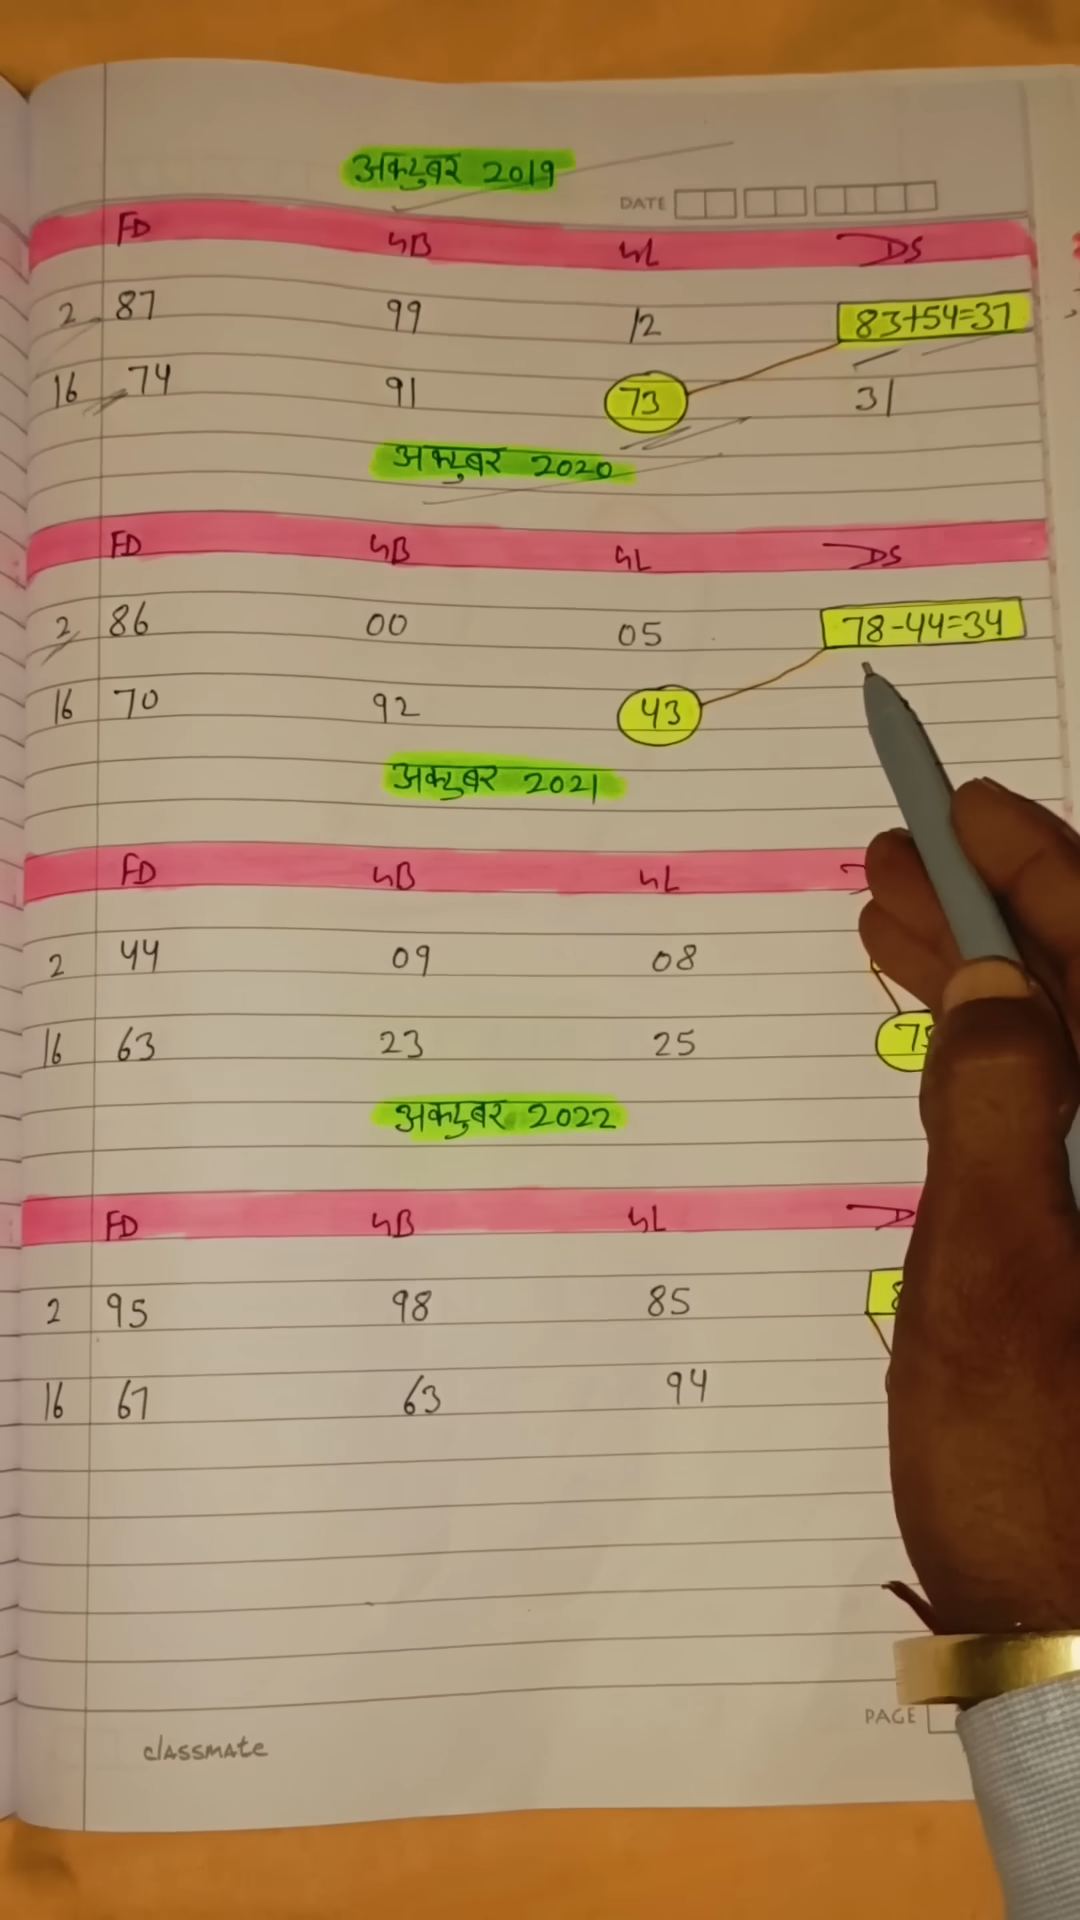 अक्टुबर 2019
DATE
FD GB GL DS
2 87 99 12 83+54=37
16 74 91 73 31
अक्टुबर 2020
FD GB GL DS
2 86 00 05 78-44=34
16 70 92 43
अक्टुबर 2021
FD GB GL
2 44 09 08
16 63 23 25
अक्टुबर 2022
FD GB GL
2 95 98 85
16 67 63 94
PAGE
classmate